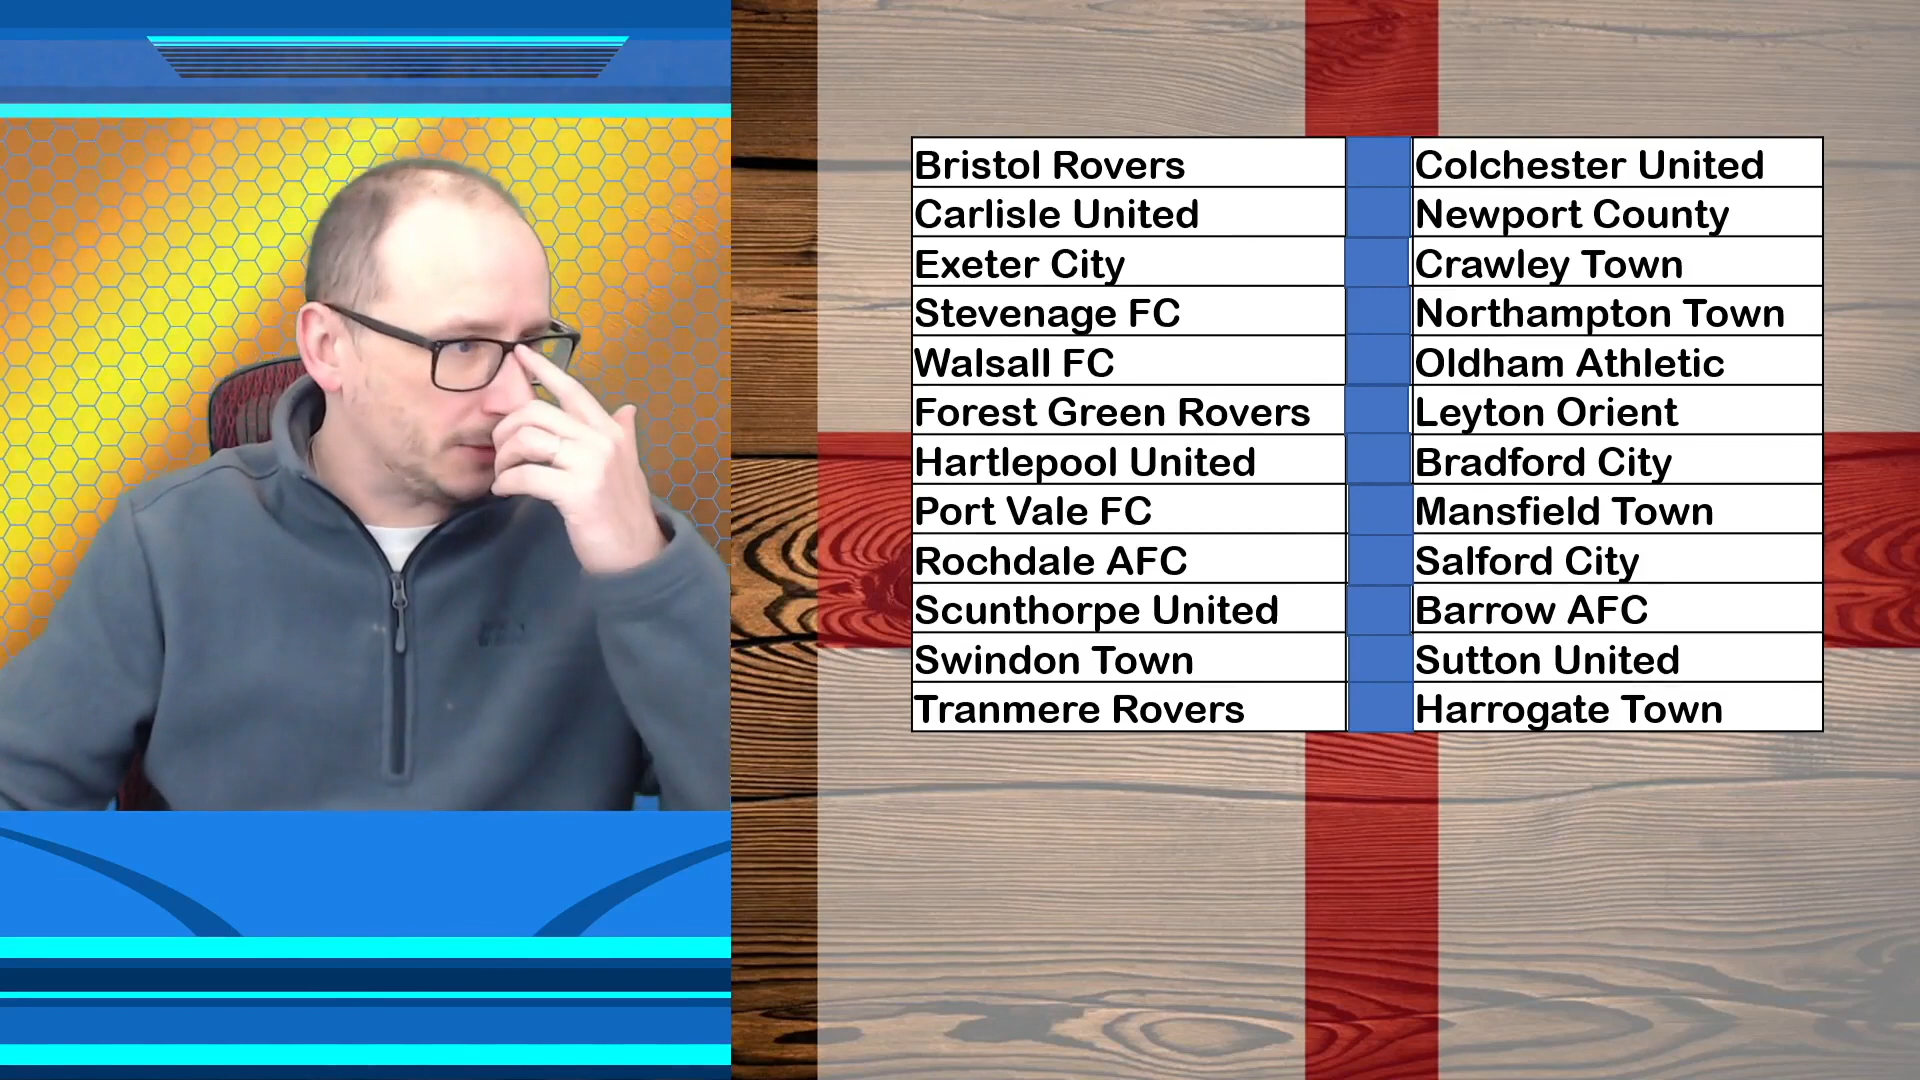 Bristol Rovers Colchester United
Carlisle United Newport County
Exeter City Crawley Town
Stevenage FC Northampton Town
Walsall FC Oldham Athletic
Forest Green Rovers Leyton Orient
Hartlepool United Bradford City
Port Vale FC Mansfield Town
Rochdale AFC Salford City
Scunthorpe United Barrow AFC
Swindon Town Sutton United
Tranmere Rovers Harrogate Town